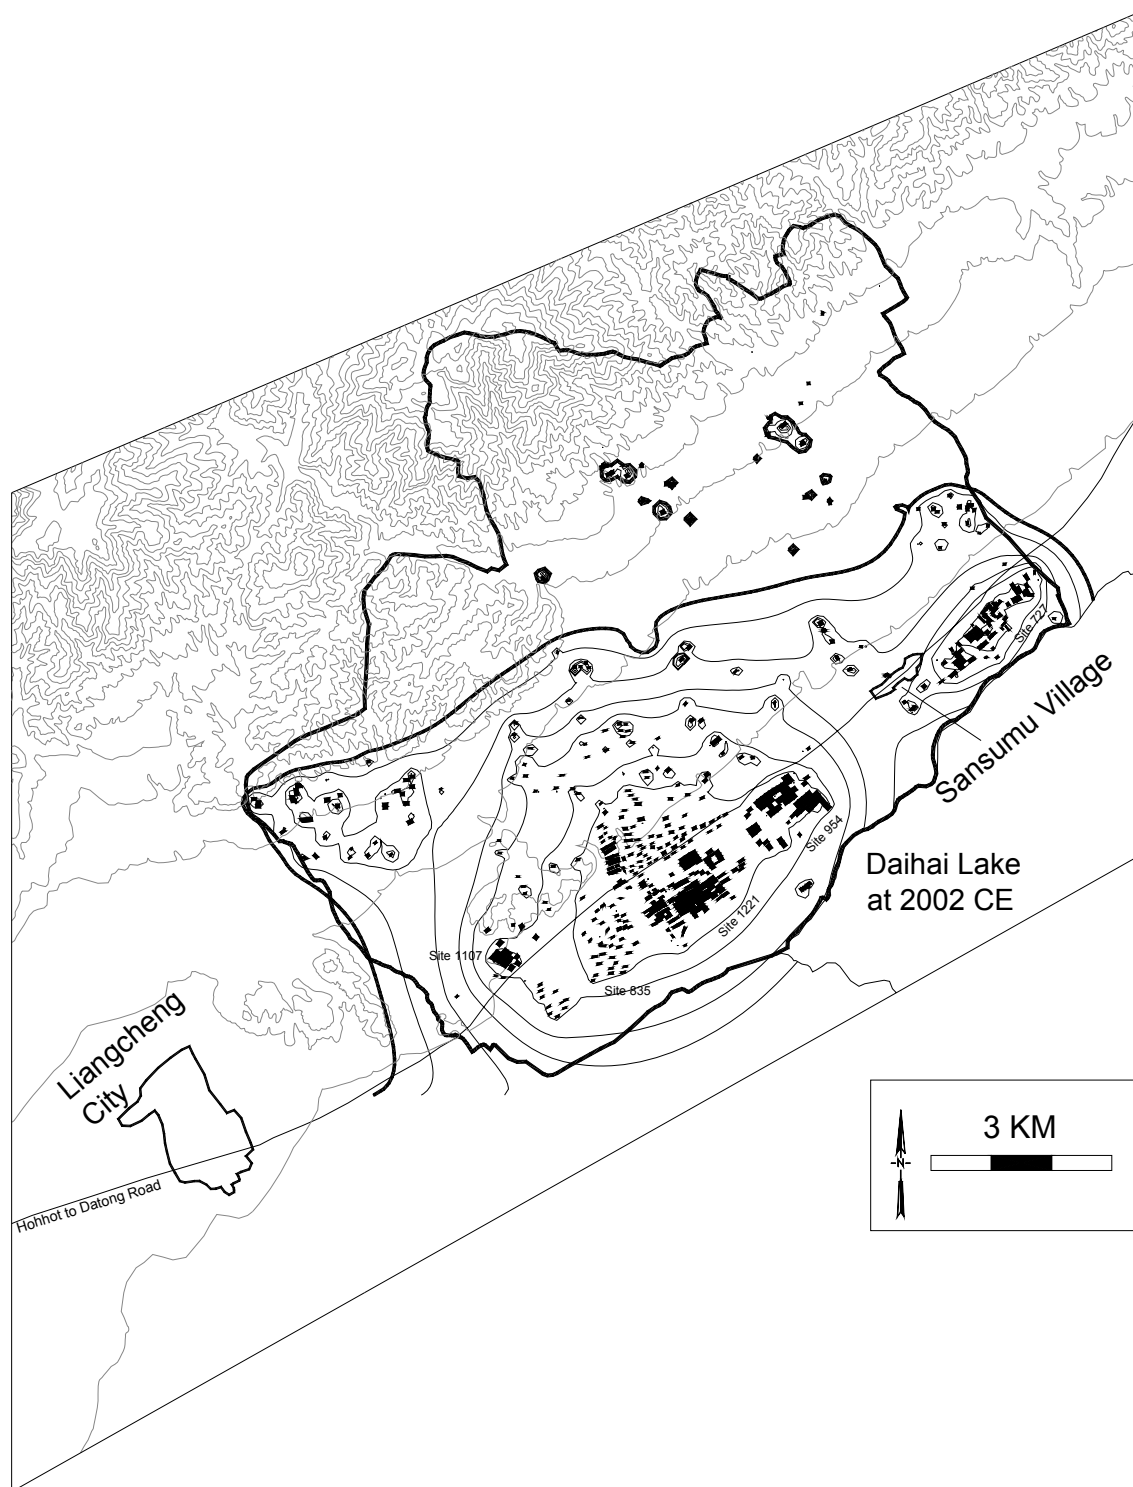 Site 727
Sansumu Village
Site 954
Daihai Lake
at 2002 CE
Site 1221
Site 1107
Site 835
Liangcheng
City
3 KM
N
Hohhot to Datong Road